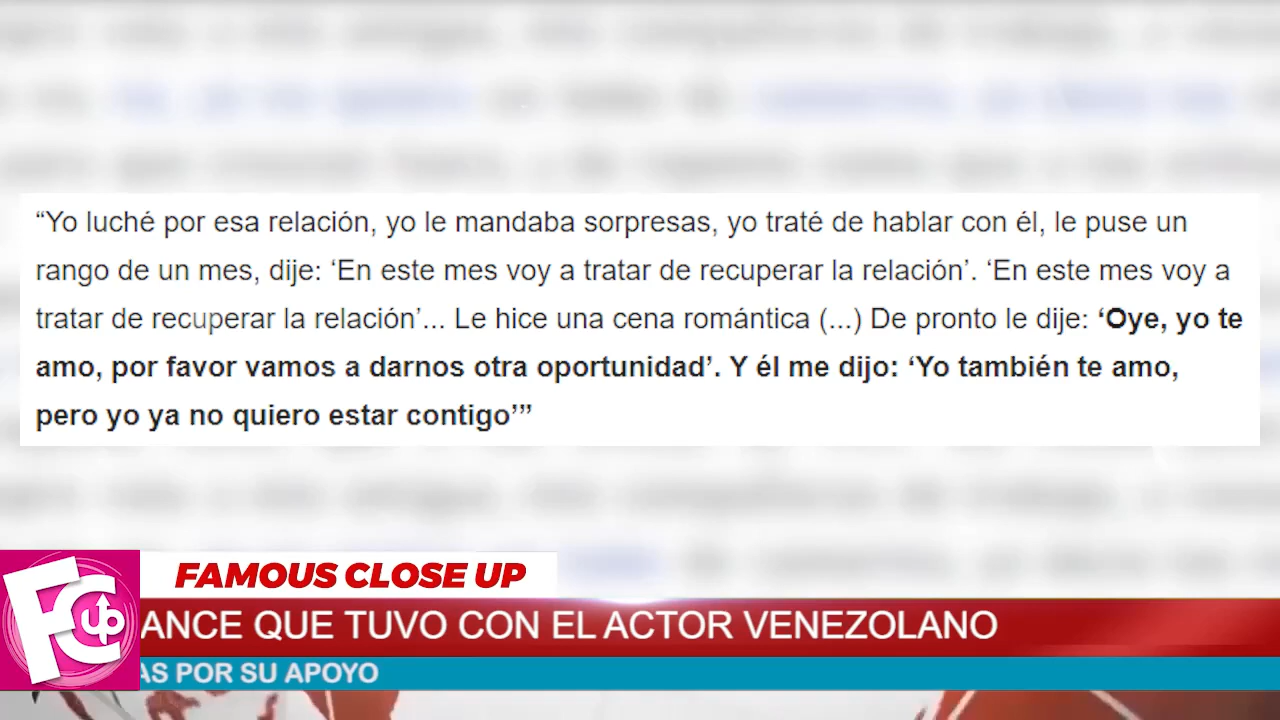 “Yo luché por esa relación, yo le mandaba sorpresas, yo traté de hablar con él, le puse un
rango de un mes, dije: ‘En este mes voy a tratar de recuperar la relación’. ‘En este mes voy a
tratar de recuperar la relación’... Le hice una cena romántica (...) De pronto le dije: ‘Oye, yo te
amo, por favor vamos a darnos otra oportunidad’. Y él me dijo: ‘Yo también te amo,
pero yo ya no quiero estar contigo’”
FAMOUS CLOSE UP
FC up
ANCE QUE TUVO CON EL ACTOR VENEZOLANO
AS POR SU APOYO